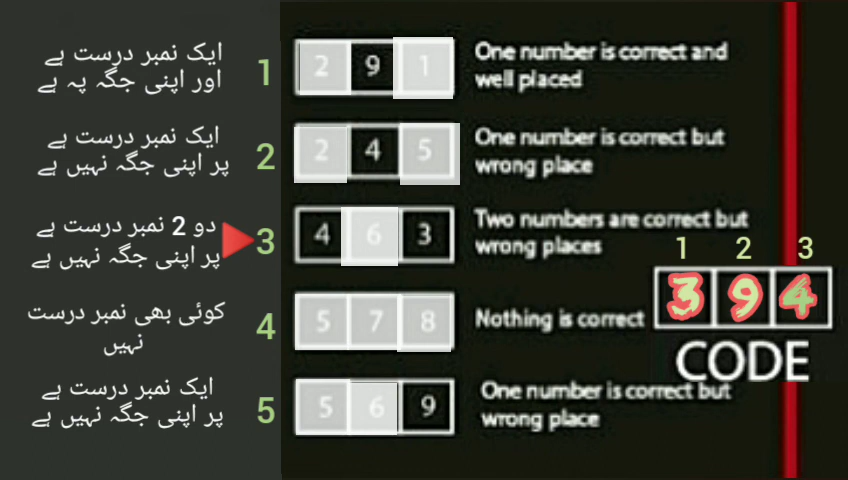 ایک نمبر درست ہے
اور اپنی جگہ پہ ہے
1
2 9 1
One number is correct and
well placed
ایک نمبر درست ہے
پر اپنی جگہ نہیں ہے
2
2 4 5
One number is correct but
wrong place
دو 2 نمبر درست ہے
پر اپنی جگہ نہیں ہے
3
4 6 3
Two numbers are correct but
wrong places
کوئی بھی نمبر درست
نہیں
4
5 7 8
Nothing is correct
1 2 3
3 9 4
CODE
ایک نمبر درست ہے
پر اپنی جگہ نہیں ہے
5
5 6 9
One number is correct but
wrong place